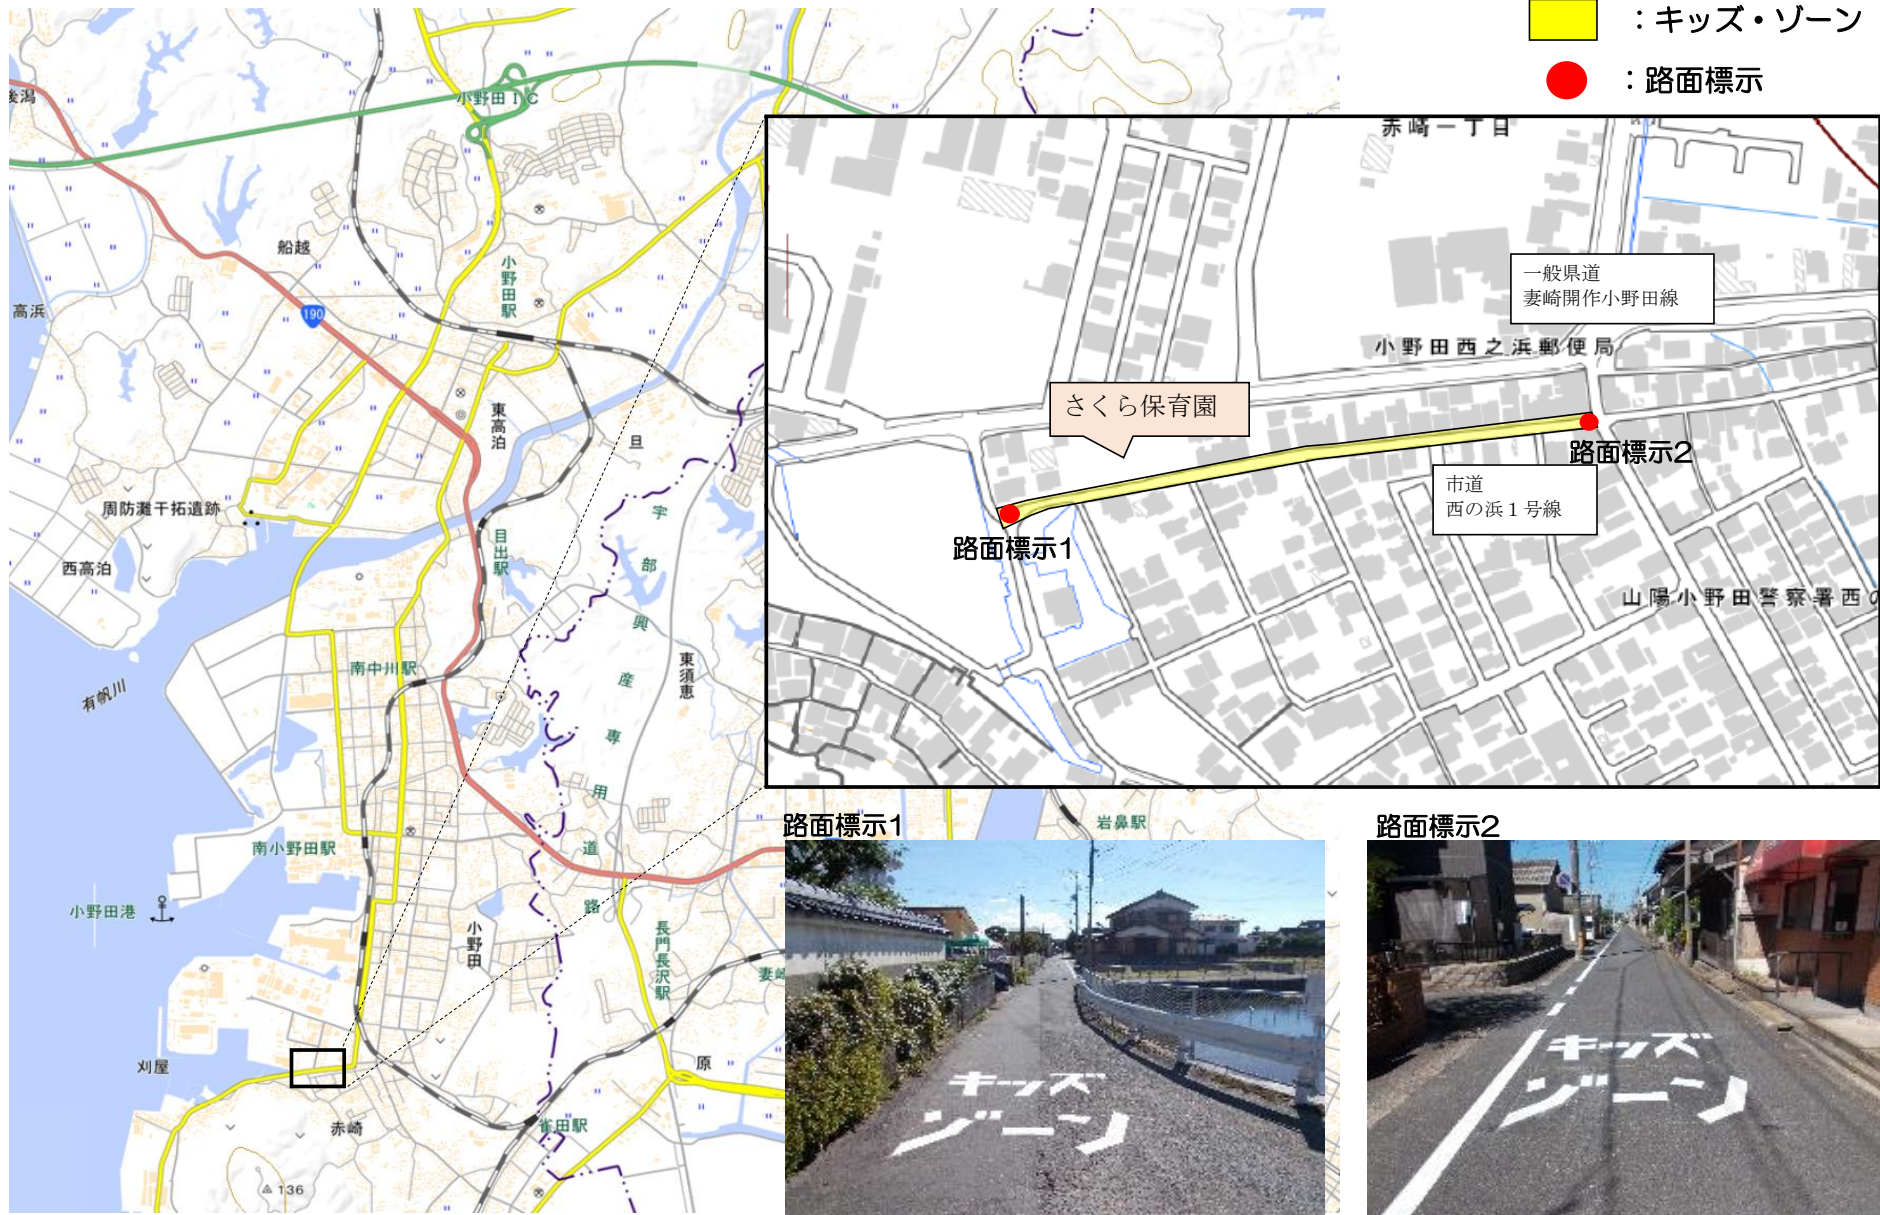 ：キッズ・ゾーン
：路面標示
後潟
小野田ＩＣ
船越
小野田駅
高浜
190
東高泊
旦
周防灘干拓遺跡
目出駅
西高泊
宇部興産専用道路
有帆川
南中川駅
東須恵
南小野田駅
小野田港
小野田
長門長沢駅
妻崎
刈屋
原
赤崎
雀田駅
136
岩鼻駅
赤崎一丁目
一般県道
妻崎開作小野田線
小野田西之浜郵便局
さくら保育園
路面標示2
市道
西の浜１号線
路面標示1
山陽小野田警察署西の
路面標示1
路面標示2
キッズ
ゾーン
キッズ
ゾーン